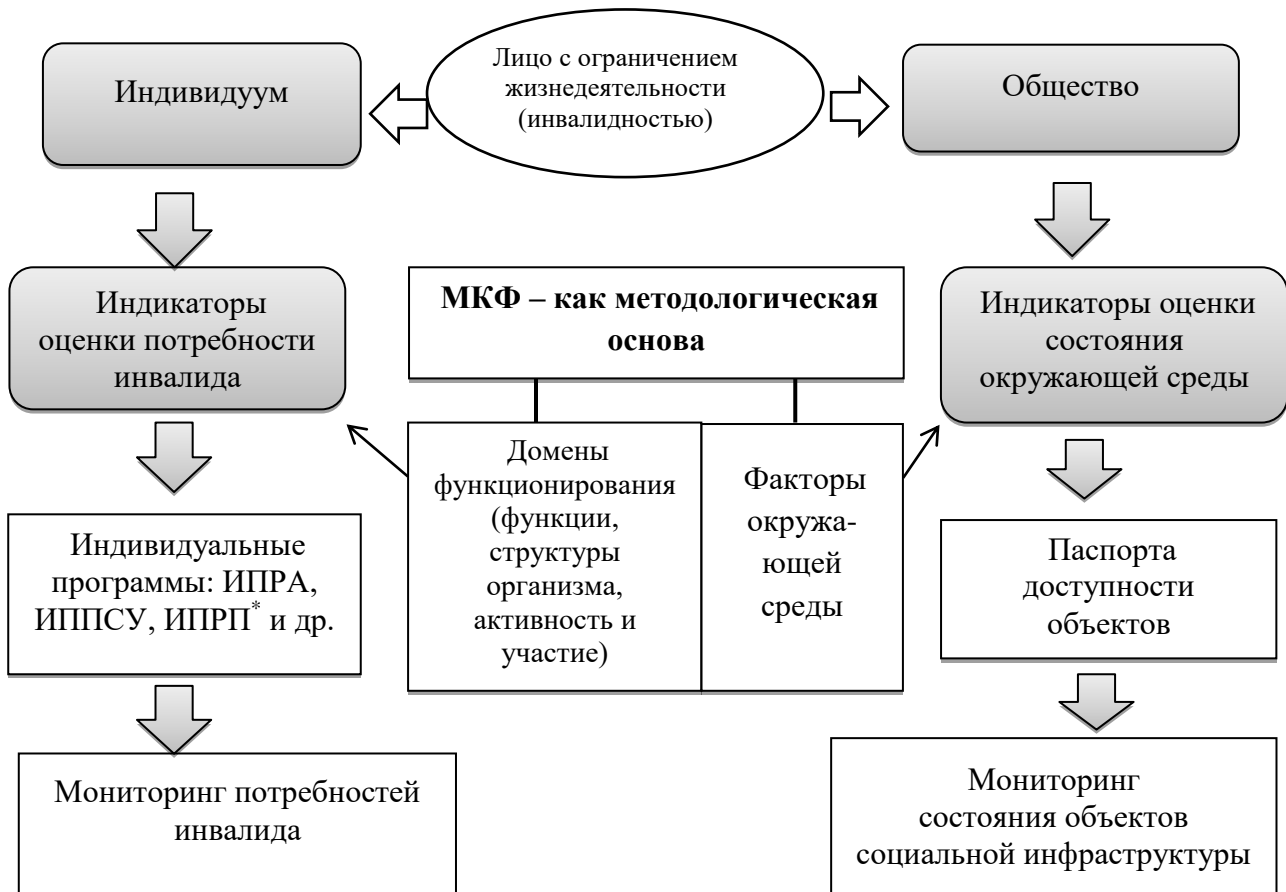 Лицо с ограничением
жизнедеятельности
(инвалидностью)
Индивидуум
Общество
Индикаторы
оценки потребности
инвалида
МКФ – как методологическая
основа
Индикаторы оценки
состояния
окружающей среды
Домены
функционирования
(функции,
структуры
организма,
активность и
участие)
Факторы
окружа-
ющей
среды
Индивидуальные
программы: ИПРА,
ИППСУ, ИПРП* и др.
Паспорта
доступности
объектов
Мониторинг потребностей
инвалида
Мониторинг
состояния объектов
социальной инфраструктуры